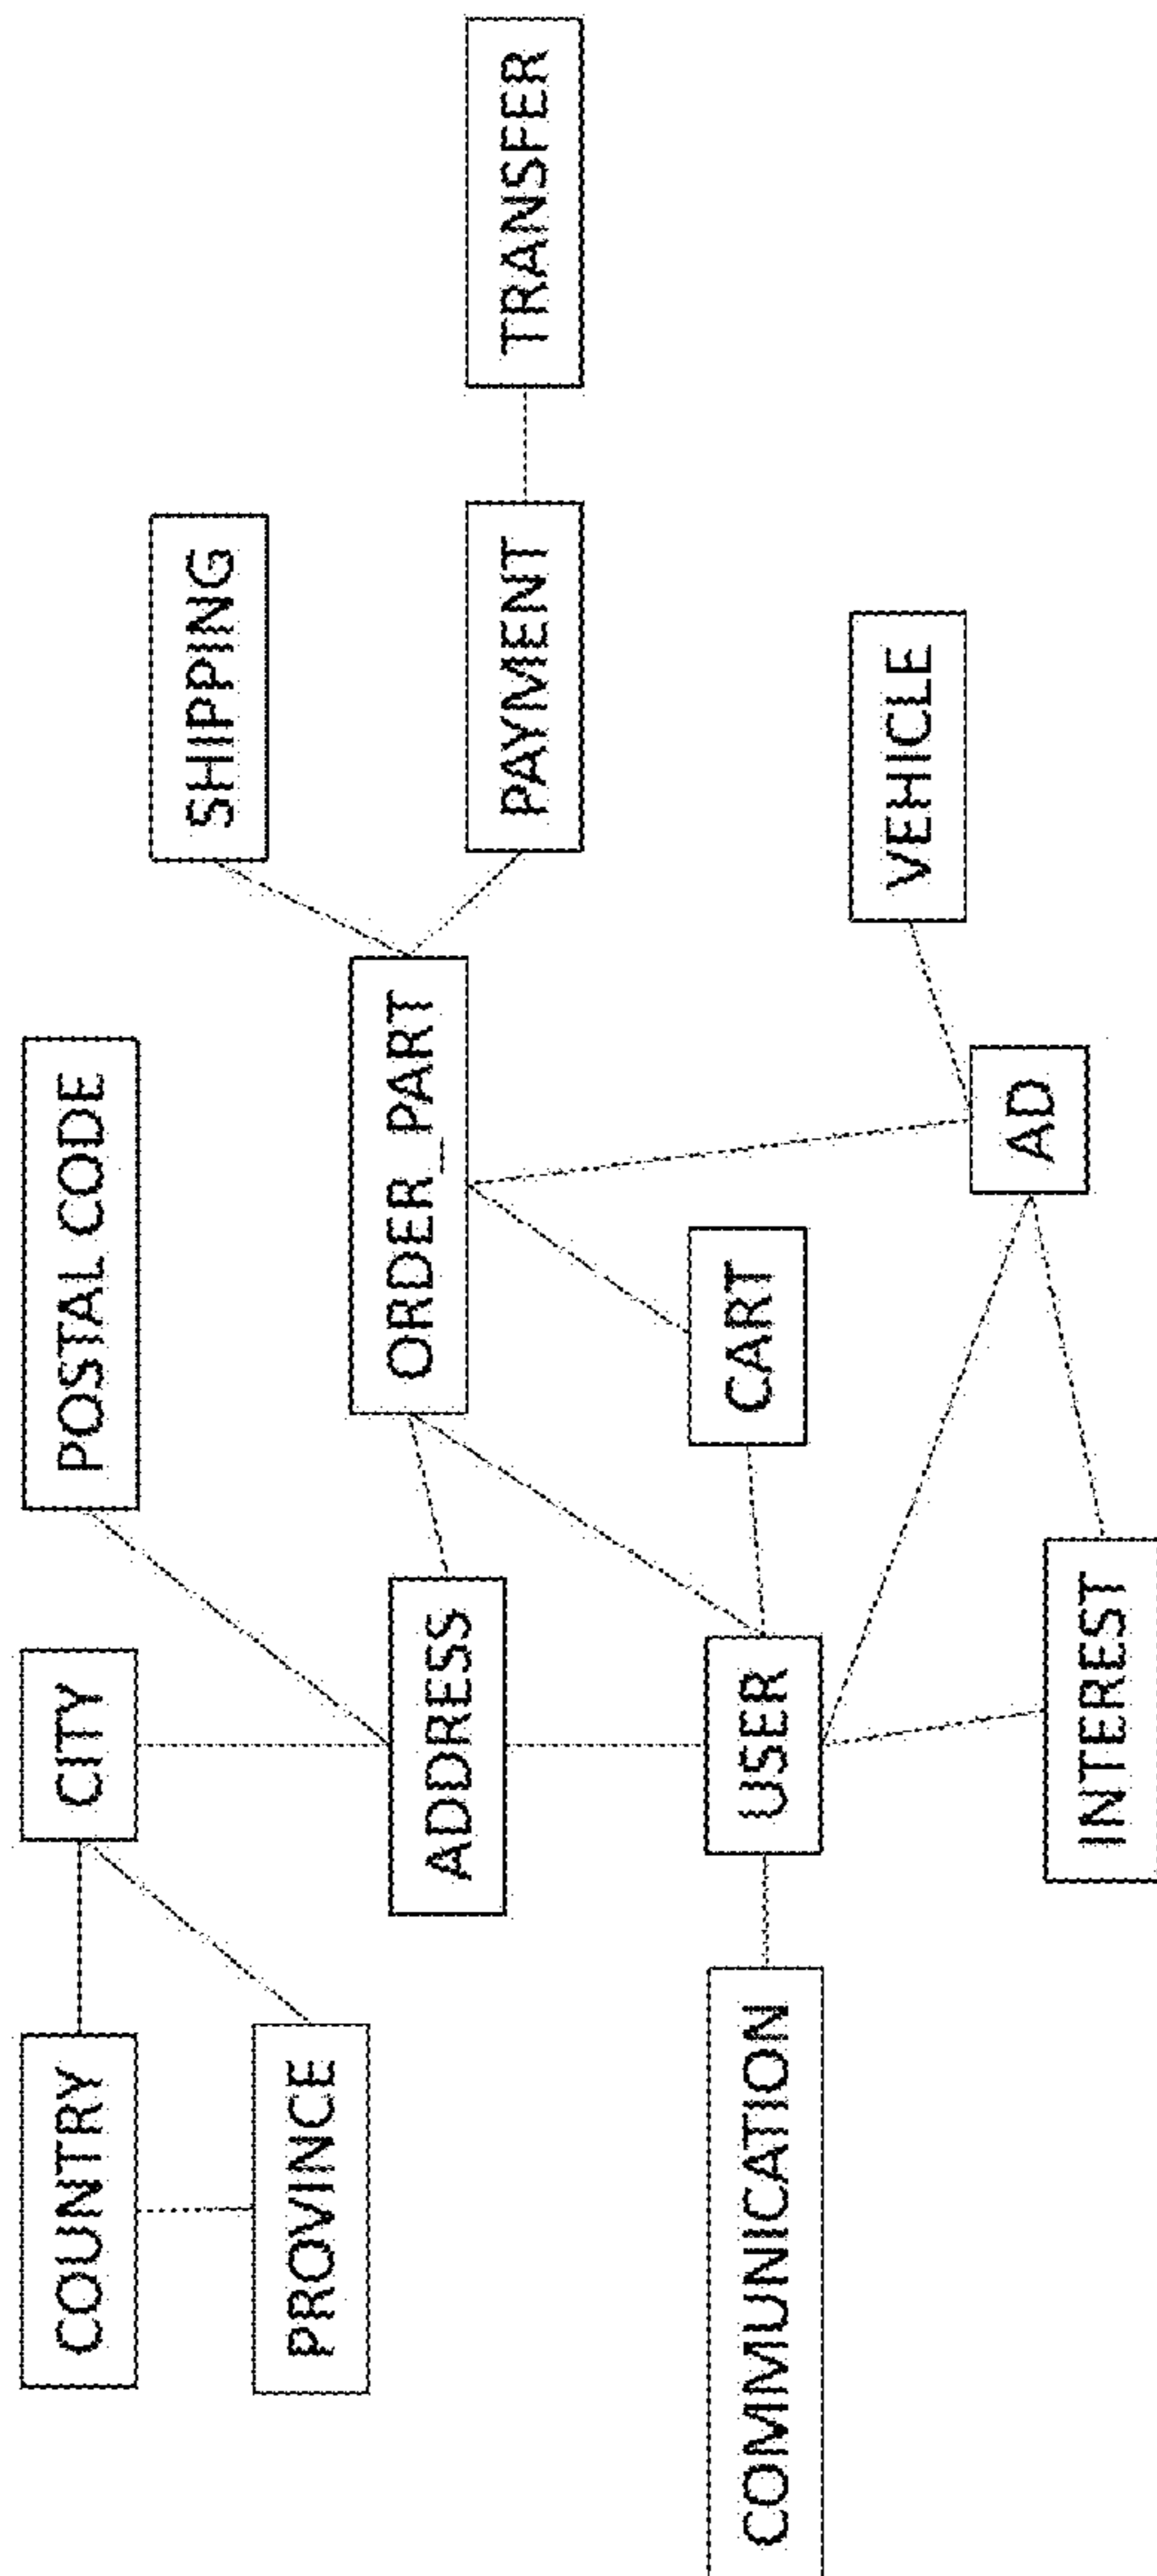 COUNTRY
CITY
POSTAL CODE
SHIPPING
PROVINCE
ADDRESS
ORDER_PART
PAYMENT
TRANSFER
COMMUNICATION
USER
CART
VEHICLE
INTEREST
AD